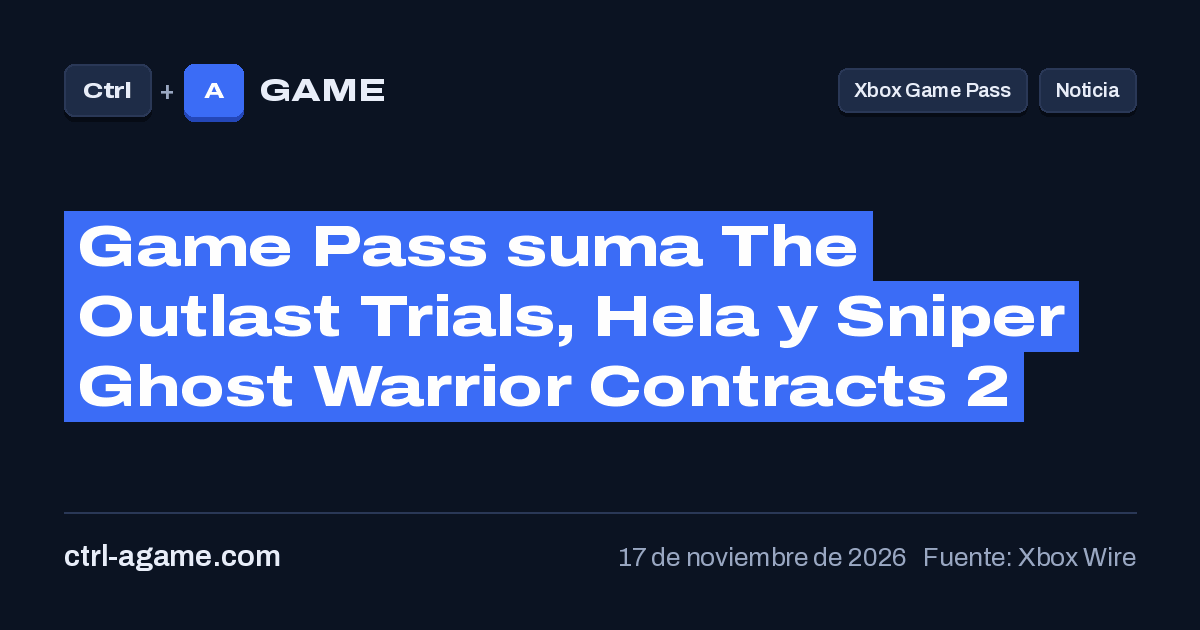 Ctrl + A GAME
Xbox Game Pass Noticia
Game Pass suma The
Outlast Trials, Hela y Sniper
Ghost Warrior Contracts 2
ctrl-agame.com
17 de noviembre de 2026 Fuente: Xbox Wire